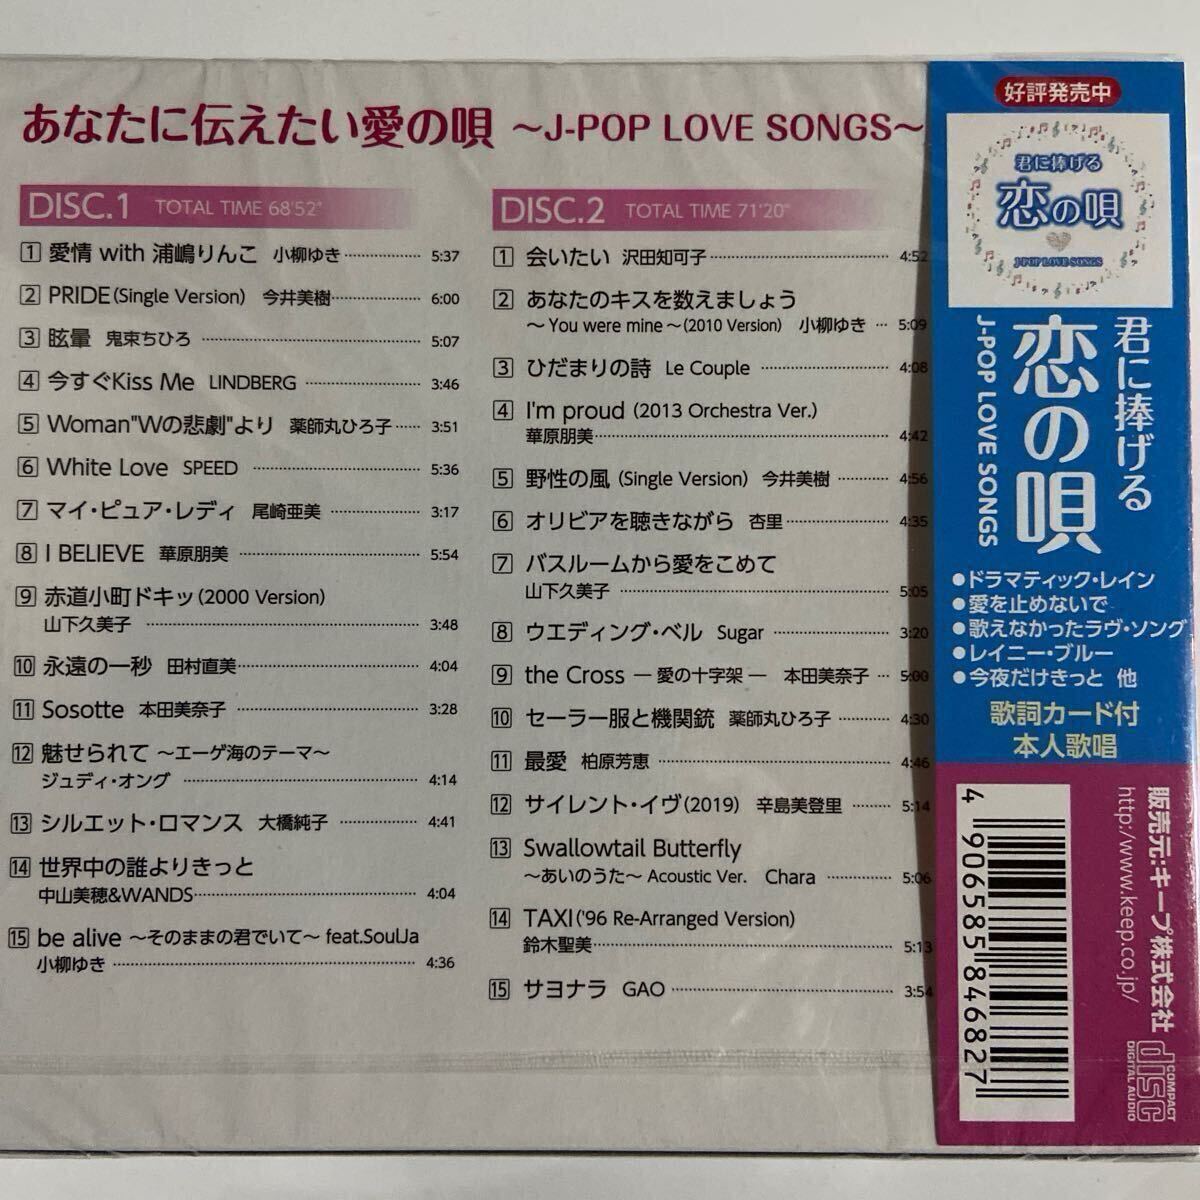 あなたに伝えたい愛の唄 ～J-POP LOVE SONGS～
DISC.1 TOTAL TIME 68'52"
1 愛情 with 浦嶋りんこ 小柳ゆき 5:37
2 PRIDE(Single Version) 今井美樹 6:00
3 眩暈 鬼束ちひろ 5:07
4 今すぐKiss Me LINDBERG 3:46
5 Woman"Wの悲劇"より 薬師丸ひろ子 3:51
6 White Love SPEED 5:36
7 マイ・ピュア・レディ 尾崎亜美 3:17
8 I BELIEVE 華原朋美 5:54
9 赤道小町ドキッ(2000 Version)
山下久美子 3:48
10 永遠の一秒 田村直美 4:04
11 Sosotte 本田美奈子 3:28
12 魅せられて ～エーゲ海のテーマ～
ジュディ・オング 4:14
13 シルエット・ロマンス 大橋純子 4:41
14 世界中の誰よりきっと
中山美穂&WANDS 4:04
15 be alive ～そのままの君でいて～ feat.SoulJa
小柳ゆき 4:36
DISC.2 TOTAL TIME 71'20"
1 会いたい 沢田知可子 4:52
2 あなたのキスを数えましょう
～You were mine～(2010 Version) 小柳ゆき 5:09
3 ひだまりの詩 Le Couple 4:08
4 I'm proud (2013 Orchestra Ver.)
華原朋美 4:42
5 野性の風 (Single Version) 今井美樹 4:56
6 オリビアを聴きながら 杏里 4:35
7 バスルームから愛をこめて
山下久美子 5:05
8 ウエディング・ベル Sugar 3:20
9 the Cross ― 愛の十字架 ― 本田美奈子 5:00
10 セーラー服と機関銃 薬師丸ひろ子 4:30
11 最愛 柏原芳恵 4:46
12 サイレント・イヴ(2019) 辛島美登里 5:14
13 Swallowtail Butterfly
～あいのうた～ Acoustic Ver. Chara 5:06
14 TAXI('96 Re-Arranged Version)
鈴木聖美 5:13
15 サヨナラ GAO 3:54
好評発売中
君に捧げる
恋の唄
J-POP LOVE SONGS
君に捧げる
恋の唄
J-POP LOVE SONGS
●ドラマティック・レイン
●愛を止めないで
●歌えなかったラヴ・ソング
●レイニー・ブルー
●今夜だけきっと 他
歌詞カード付
本人歌唱
販売元:キープ株式会社
http:/www.keep.co.jp/
4 906585 846827
COMPACT
disc
DIGITAL AUDIO